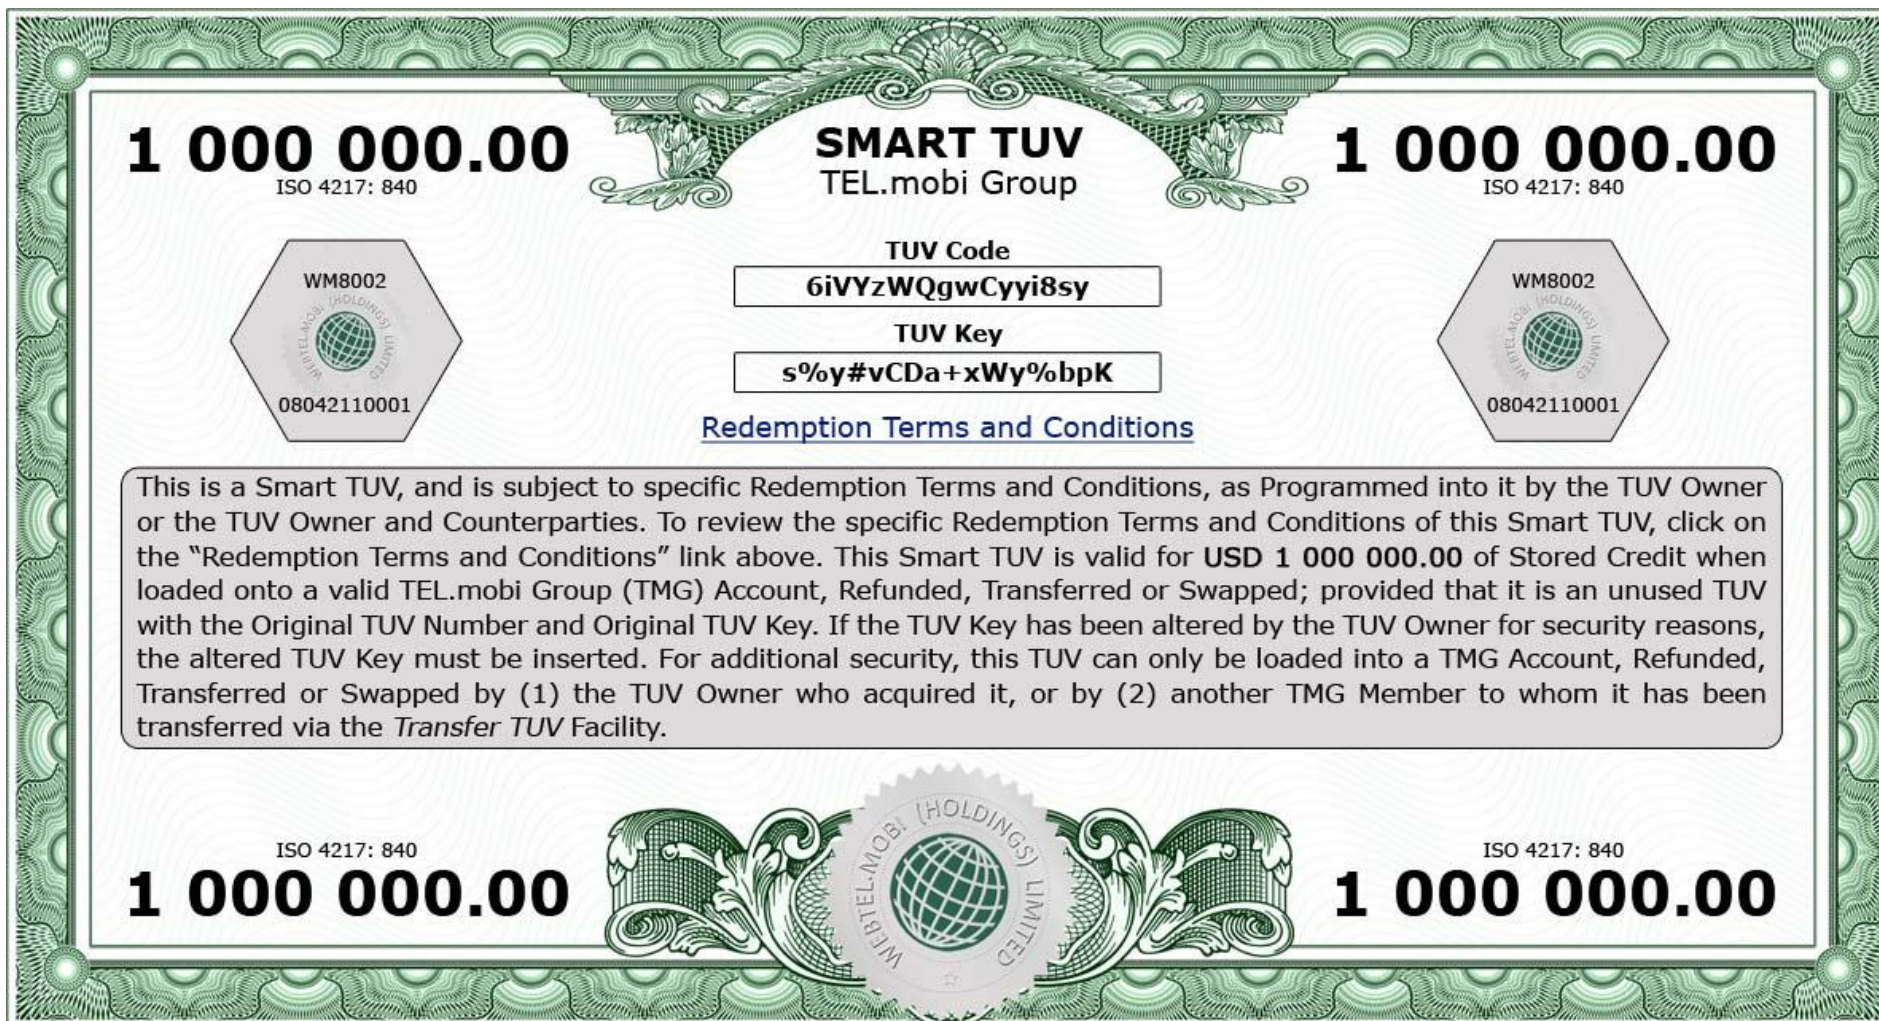 1 000 000.00
ISO 4217: 840
SMART TUV
TEL.mobi Group
1 000 000.00
ISO 4217: 840
TUV Code
6iVYzWQgwCyyi8sy
TUV Key
s%y#vCDa+xWy%bpK
Redemption Terms and Conditions
WM8002
WEBTEL.MOBI (HOLDINGS) LIMITED
08042110001
WM8002
WEBTEL.MOBI (HOLDINGS) LIMITED
08042110001
This is a Smart TUV, and is subject to specific Redemption Terms and Conditions, as Programmed into it by the TUV Owner
or the TUV Owner and Counterparties. To review the specific Redemption Terms and Conditions of this Smart TUV, click on
the “Redemption Terms and Conditions” link above. This Smart TUV is valid for USD 1 000 000.00 of Stored Credit when
loaded onto a valid TEL.mobi Group (TMG) Account, Refunded, Transferred or Swapped; provided that it is an unused TUV
with the Original TUV Number and Original TUV Key. If the TUV Key has been altered by the TUV Owner for security reasons,
the altered TUV Key must be inserted. For additional security, this TUV can only be loaded into a TMG Account, Refunded,
Transferred or Swapped by (1) the TUV Owner who acquired it, or by (2) another TMG Member to whom it has been
transferred via the Transfer TUV Facility.
ISO 4217: 840
1 000 000.00
WEBTEL.MOBI (HOLDINGS) LIMITED
ISO 4217: 840
1 000 000.00